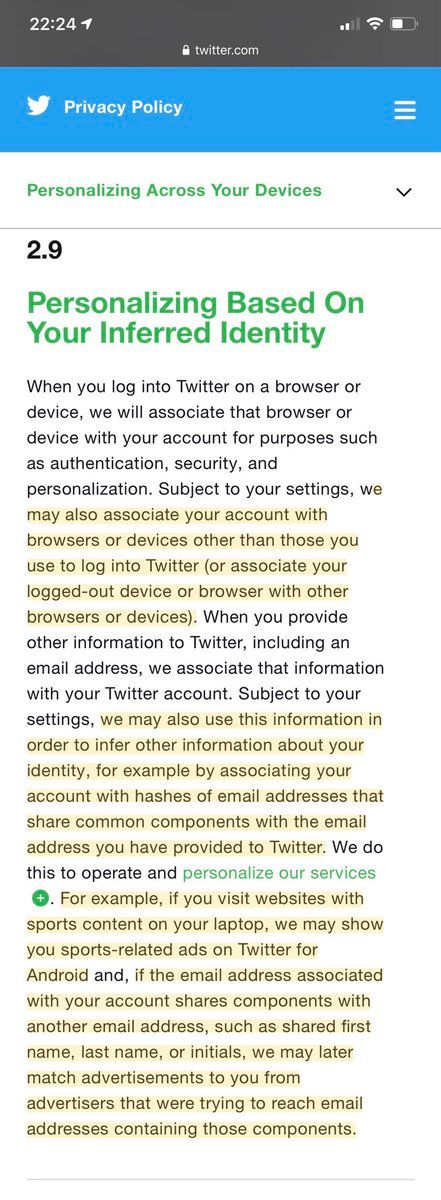 22:24
twitter.com
Privacy Policy
Personalizing Across Your Devices
2.9
Personalizing Based On
Your Inferred Identity
When you log into Twitter on a browser or
device, we will associate that browser or
device with your account for purposes such
as authentication, security, and
personalization. Subject to your settings, we
may also associate your account with
browsers or devices other than those you
use to log into Twitter (or associate your
logged-out device or browser with other
browsers or devices). When you provide
other information to Twitter, including an
email address, we associate that information
with your Twitter account. Subject to your
settings, we may also use this information in
order to infer other information about your
identity, for example by associating your
account with hashes of email addresses that
share common components with the email
address you have provided to Twitter. We do
this to operate and personalize our services
. For example, if you visit websites with
sports content on your laptop, we may show
you sports-related ads on Twitter for
Android and, if the email address associated
with your account shares components with
another email address, such as shared first
name, last name, or initials, we may later
match advertisements to you from
advertisers that were trying to reach email
addresses containing those components.